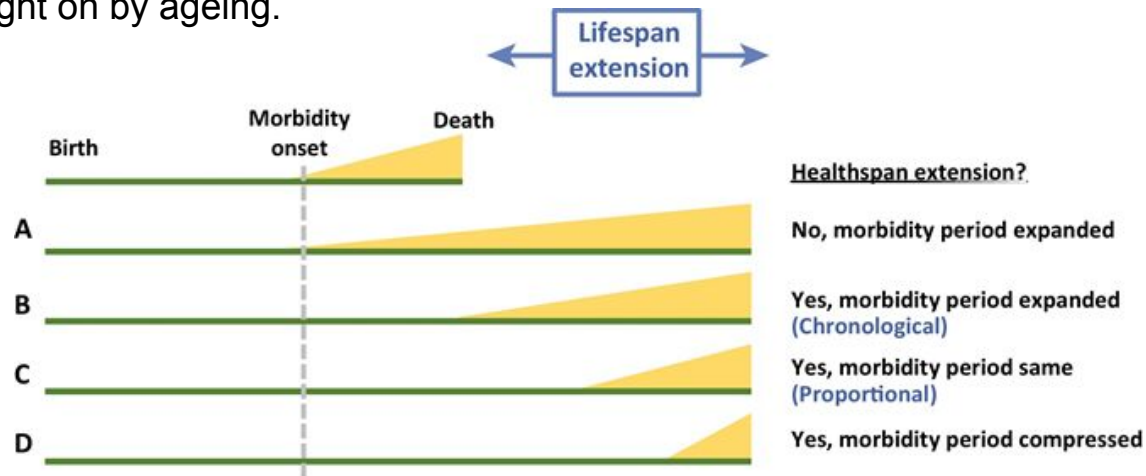 ght on by ageing.
Lifespan
extension
Morbidity
onset
Death
Birth
Healthspan extension?
A
No, morbidity period expanded
B
Yes, morbidity period expanded
(Chronological)
C
Yes, morbidity period same
(Proportional)
D
Yes, morbidity period compressed